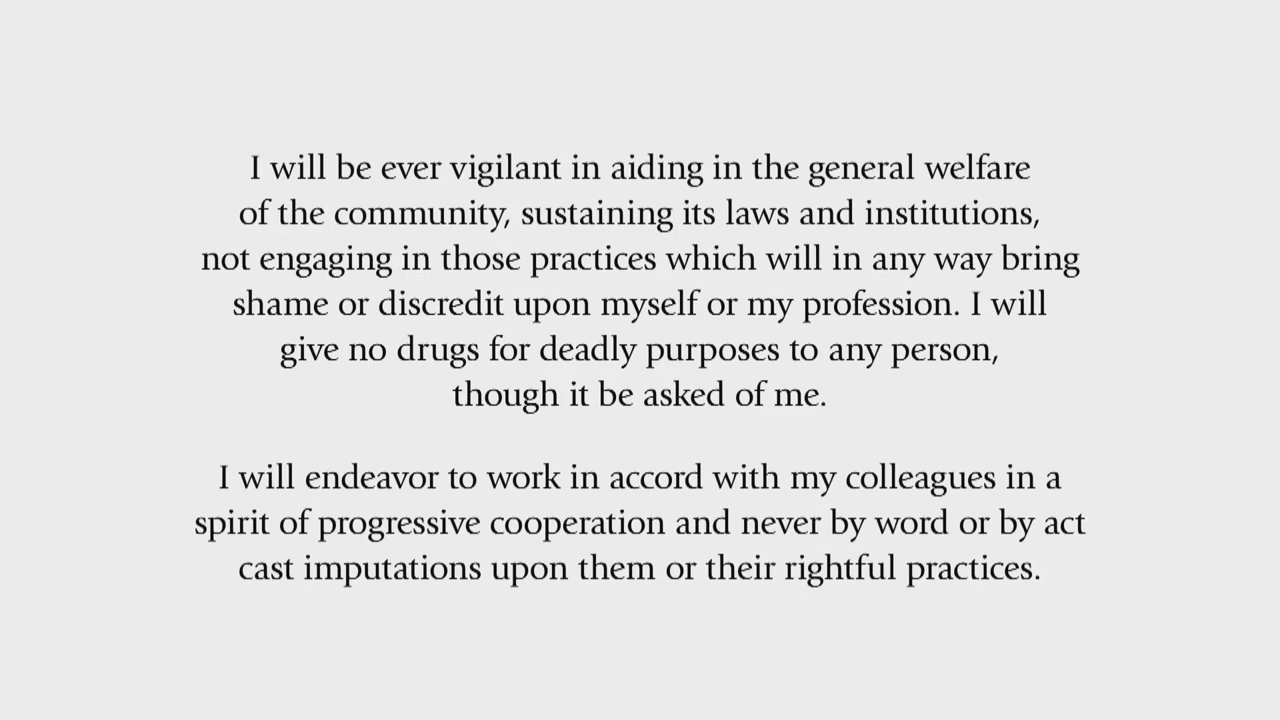 I will be ever vigilant in aiding in the general welfare
of the community, sustaining its laws and institutions,
not engaging in those practices which will in any way bring
shame or discredit upon myself or my profession. I will
give no drugs for deadly purposes to any person,
though it be asked of me.
I will endeavor to work in accord with my colleagues in a
spirit of progressive cooperation and never by word or by act
cast imputations upon them or their rightful practices.